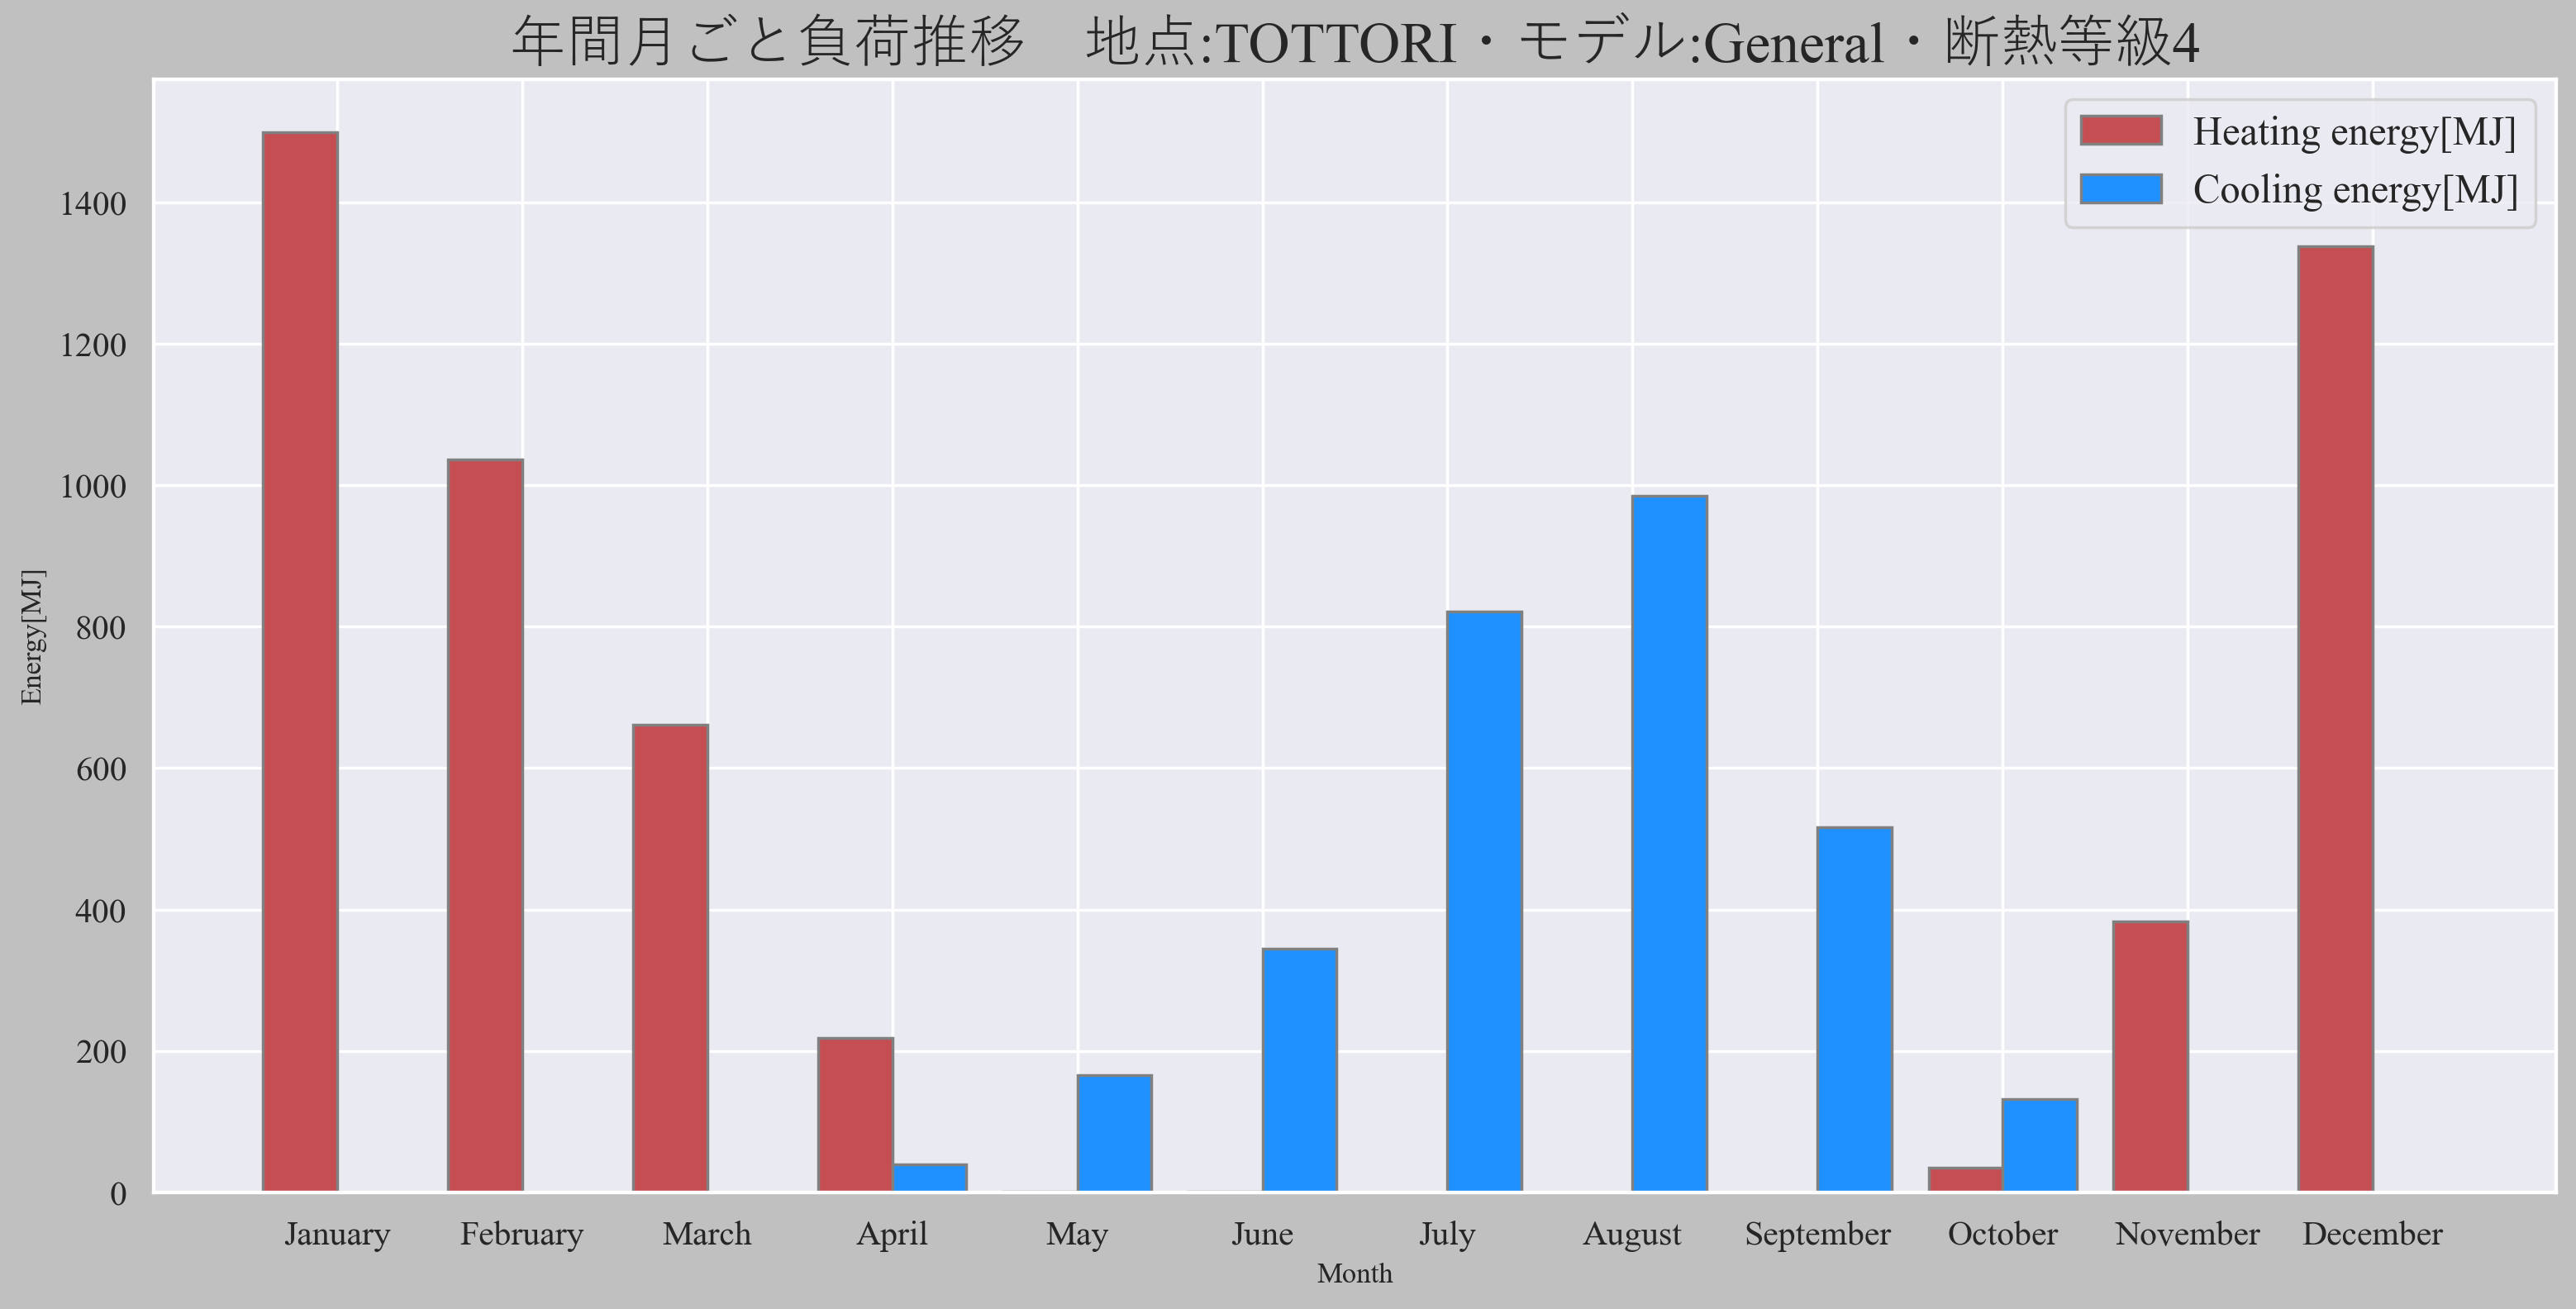 年間月ごと負荷推移　地点:TOTTORI・モデル:General・断熱等級4
Heating energy[MJ]
Cooling energy[MJ]
Energy[MJ]
1400
1200
1000
800
600
400
200
0
January February March April May June July August September October November December
Month